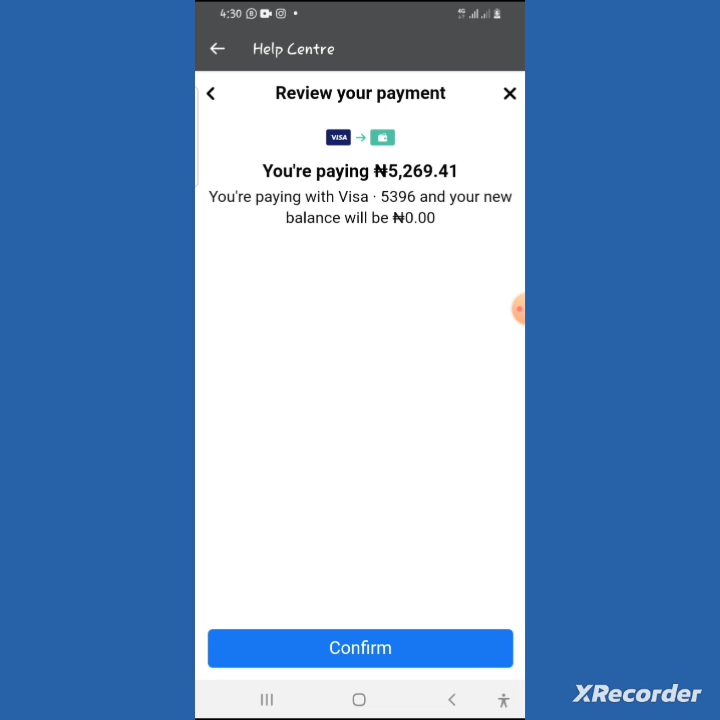 4:30
Help Centre
Review your payment
VISA
You're paying ₦5,269.41
You're paying with Visa · 5396 and your new
balance will be ₦0.00
Confirm
XRecorder